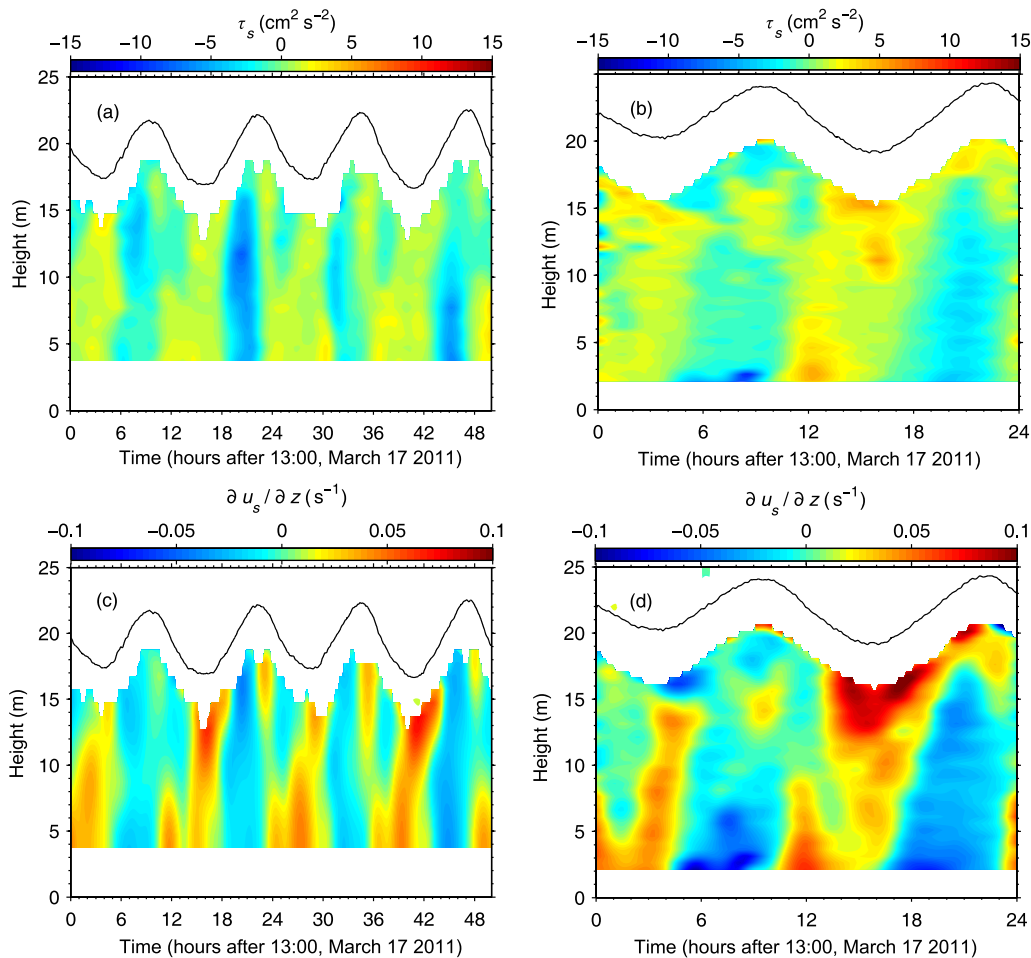 τs (cm² s⁻²) τs (cm² s⁻²)
−15 −10 −5 0 5 10 15 −15 −10 −5 0 5 10 15
(a) (b)
Height (m) Height (m)
25 20 15 10 5 0 25 20 15 10 5 0
0 6 12 18 24 30 36 42 48 0 6 12 18 24
Time (hours after 13:00, March 17 2011) Time (hours after 13:00, March 17 2011)
∂ us / ∂ z (s⁻¹) ∂ us / ∂ z (s⁻¹)
−0.1 −0.05 0 0.05 0.1 −0.1 −0.05 0 0.05 0.1
(c) (d)
Height (m) Height (m)
25 20 15 10 5 0 25 20 15 10 5 0
0 6 12 18 24 30 36 42 48 0 6 12 18 24
Time (hours after 13:00, March 17 2011) Time (hours after 13:00, March 17 2011)